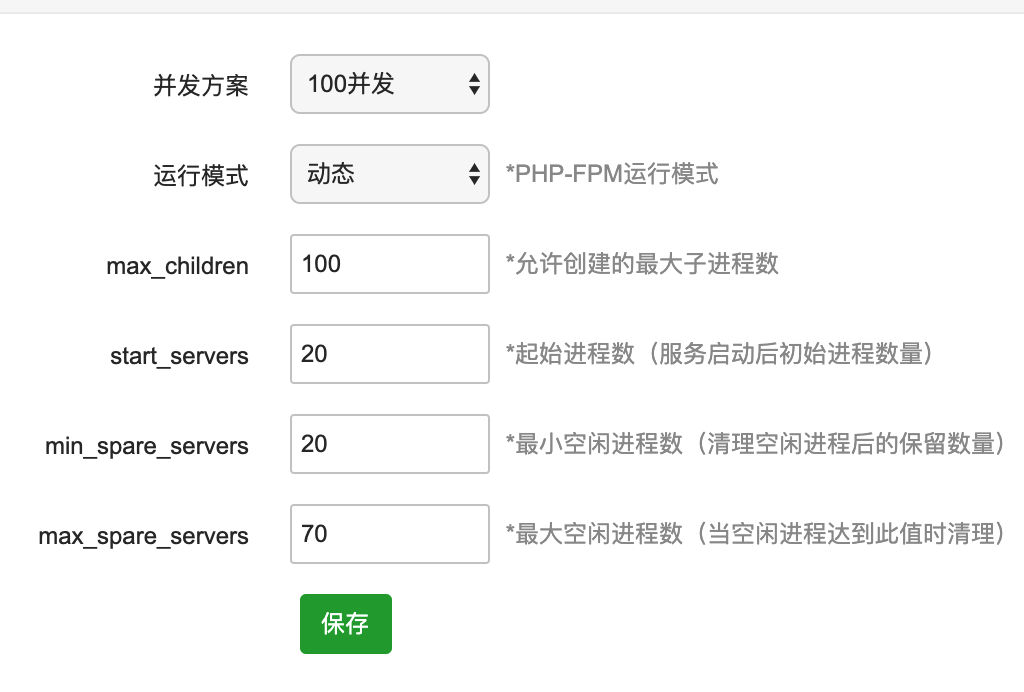 并发方案 100并发
运行模式 动态 *PHP-FPM运行模式
max_children 100 *允许创建的最大子进程数
start_servers 20 *起始进程数（服务启动后初始进程数量）
min_spare_servers 20 *最小空闲进程数（清理空闲进程后的保留数量）
max_spare_servers 70 *最大空闲进程数（当空闲进程达到此值时清理）
保存